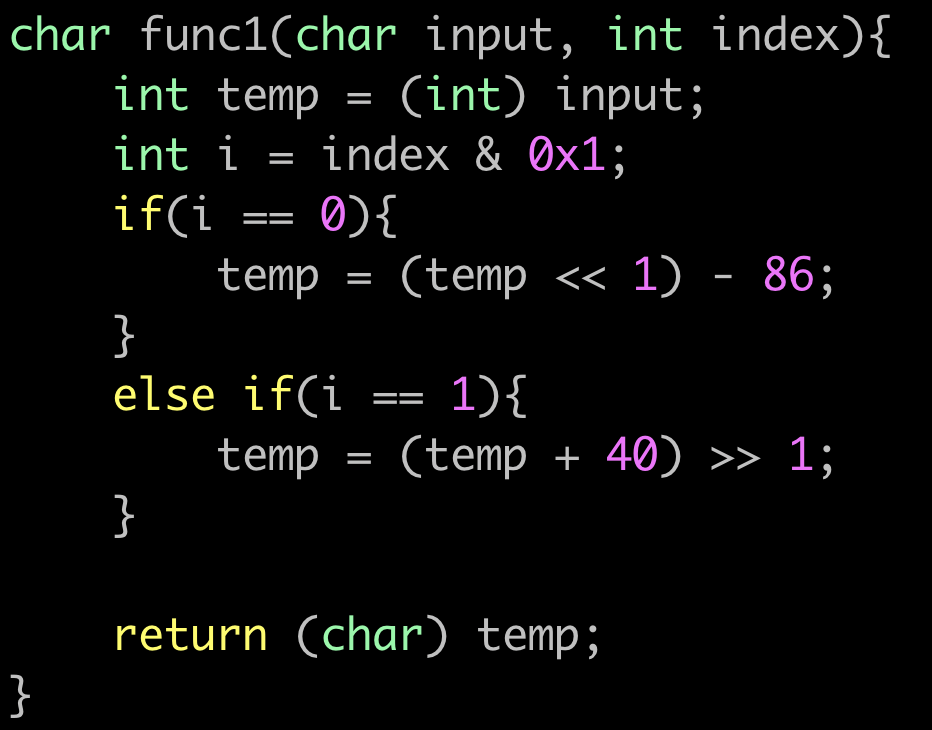 char func1(char input, int index){
    int temp = (int) input;
    int i = index & 0x1;
    if(i == 0){
        temp = (temp << 1) - 86;
    }
    else if(i == 1){
        temp = (temp + 40) >> 1;
    }

    return (char) temp;
}